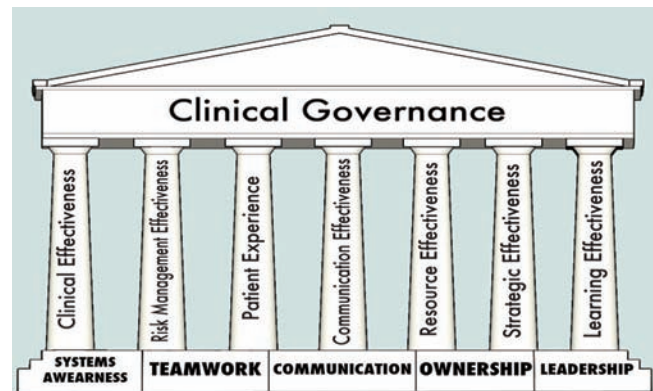 Clinical Governance
Clinical Effectiveness
Risk Management Effectiveness
Patient Experience
Communication Effectiveness
Resource Effectiveness
Strategic Effectiveness
Learning Effectiveness
SYSTEMS
AWEARNESS
TEAMWORK
COMMUNICATION
OWNERSHIP
LEADERSHIP